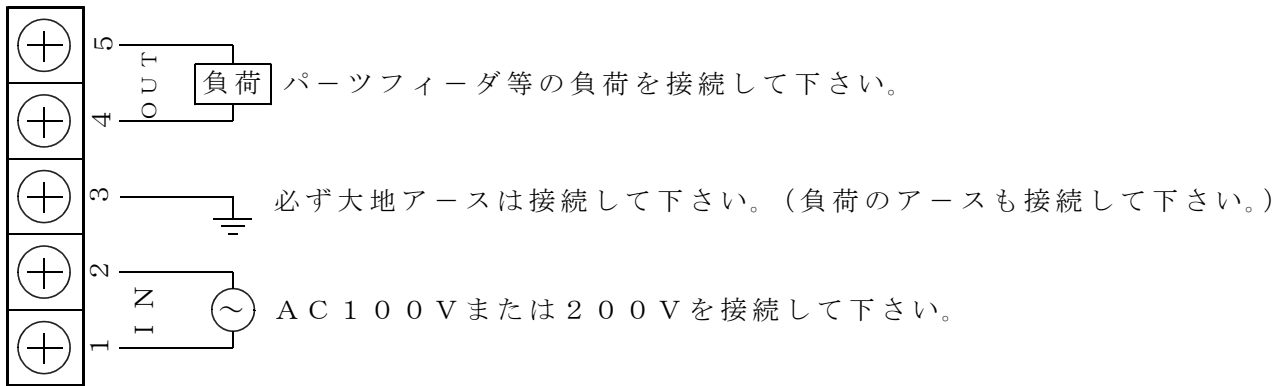 5
OUT
負荷 パーツフィーダ等の負荷を接続して下さい。
4
3 必ず大地アースは接続して下さい。（負荷のアースも接続して下さい。）
2
IN
～ ＡＣ１００Ｖまたは２００Ｖを接続して下さい。
1